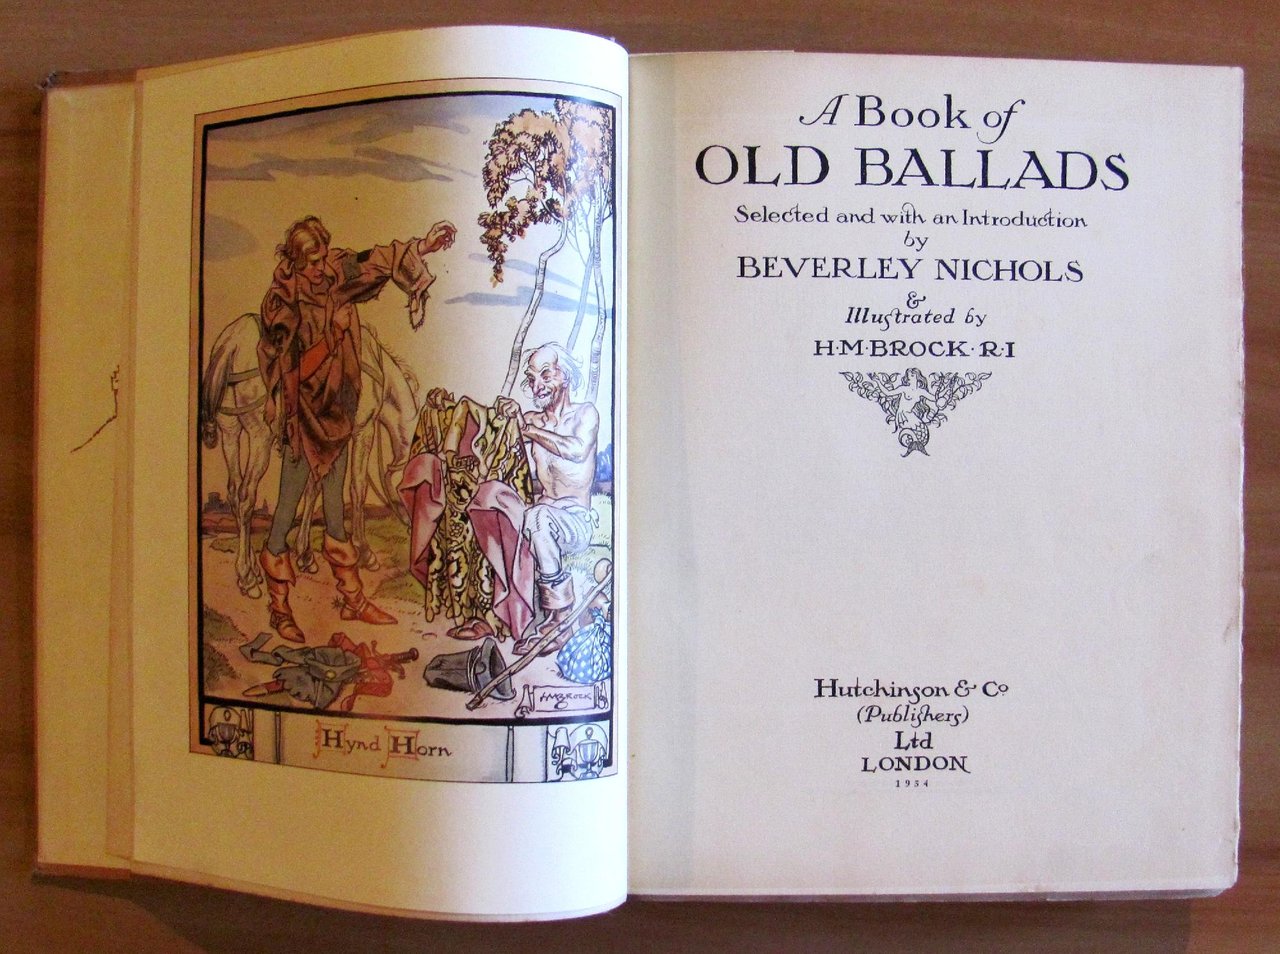 HMBROCK
Hynd Horn
A Book of
OLD BALLADS
Selected and with an Introduction
by
BEVERLEY NICHOLS
&
Illustrated by
H·M·BROCK·R·I
Hutchinson & Co
(Publishers)
Ltd
LONDON
1934